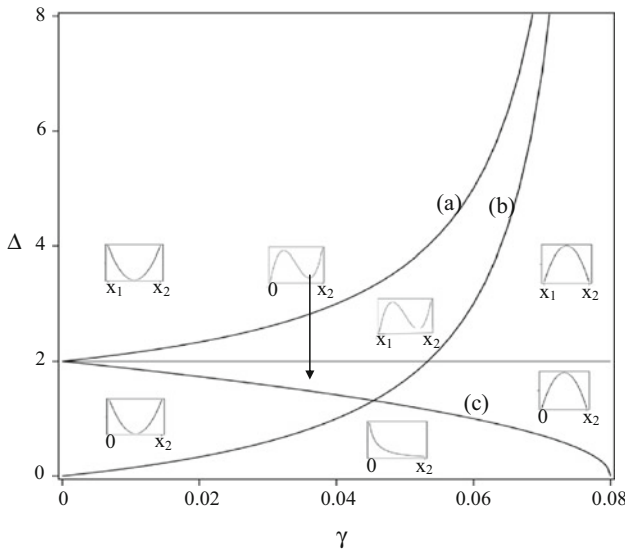 8
6
(a)
(b)
Δ
4
x₁ x₂
0 x₂
x₁ x₂
x₁ x₂
2
(c)
0 x₂
0 x₂
0 x₂
0
0 0.02 0.04 0.06 0.08
γ